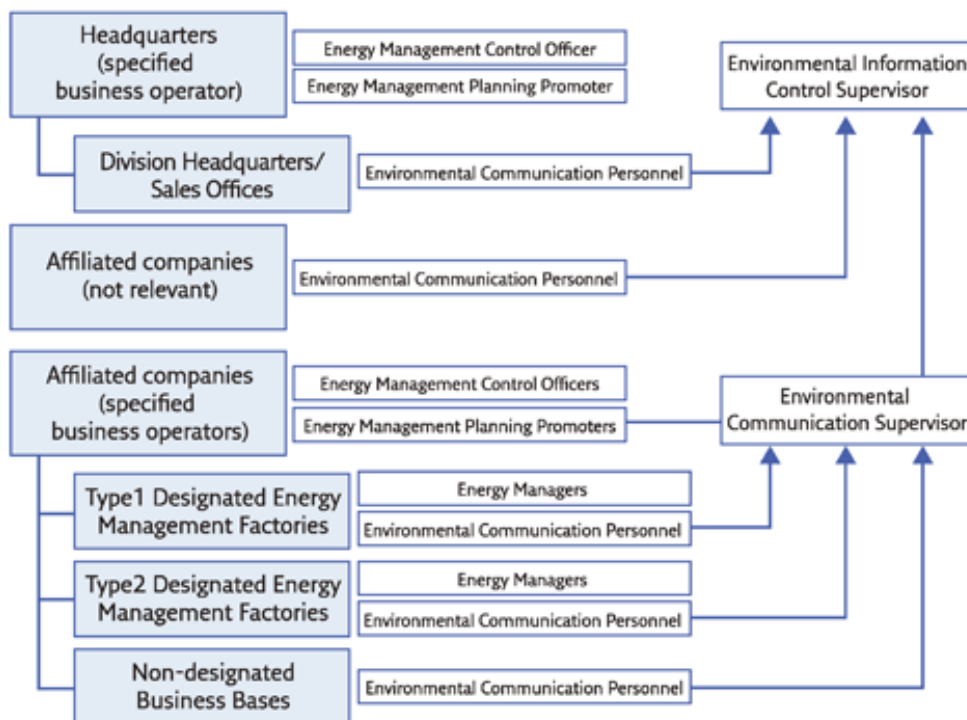 Headquarters
(specified
business operator)
Energy Management Control Officer
Energy Management Planning Promoter
Environmental Information
Control Supervisor
Division Headquarters/
Sales Offices
Environmental Communication Personnel
Affiliated companies
(not relevant)
Environmental Communication Personnel
Affiliated companies
(specified
business operators)
Energy Management Control Officers
Energy Management Planning Promoters
Environmental
Communication Supervisor
Type1 Designated Energy
Management Factories
Energy Managers
Environmental Communication Personnel
Type2 Designated Energy
Management Factories
Energy Managers
Environmental Communication Personnel
Non-designated
Business Bases
Environmental Communication Personnel